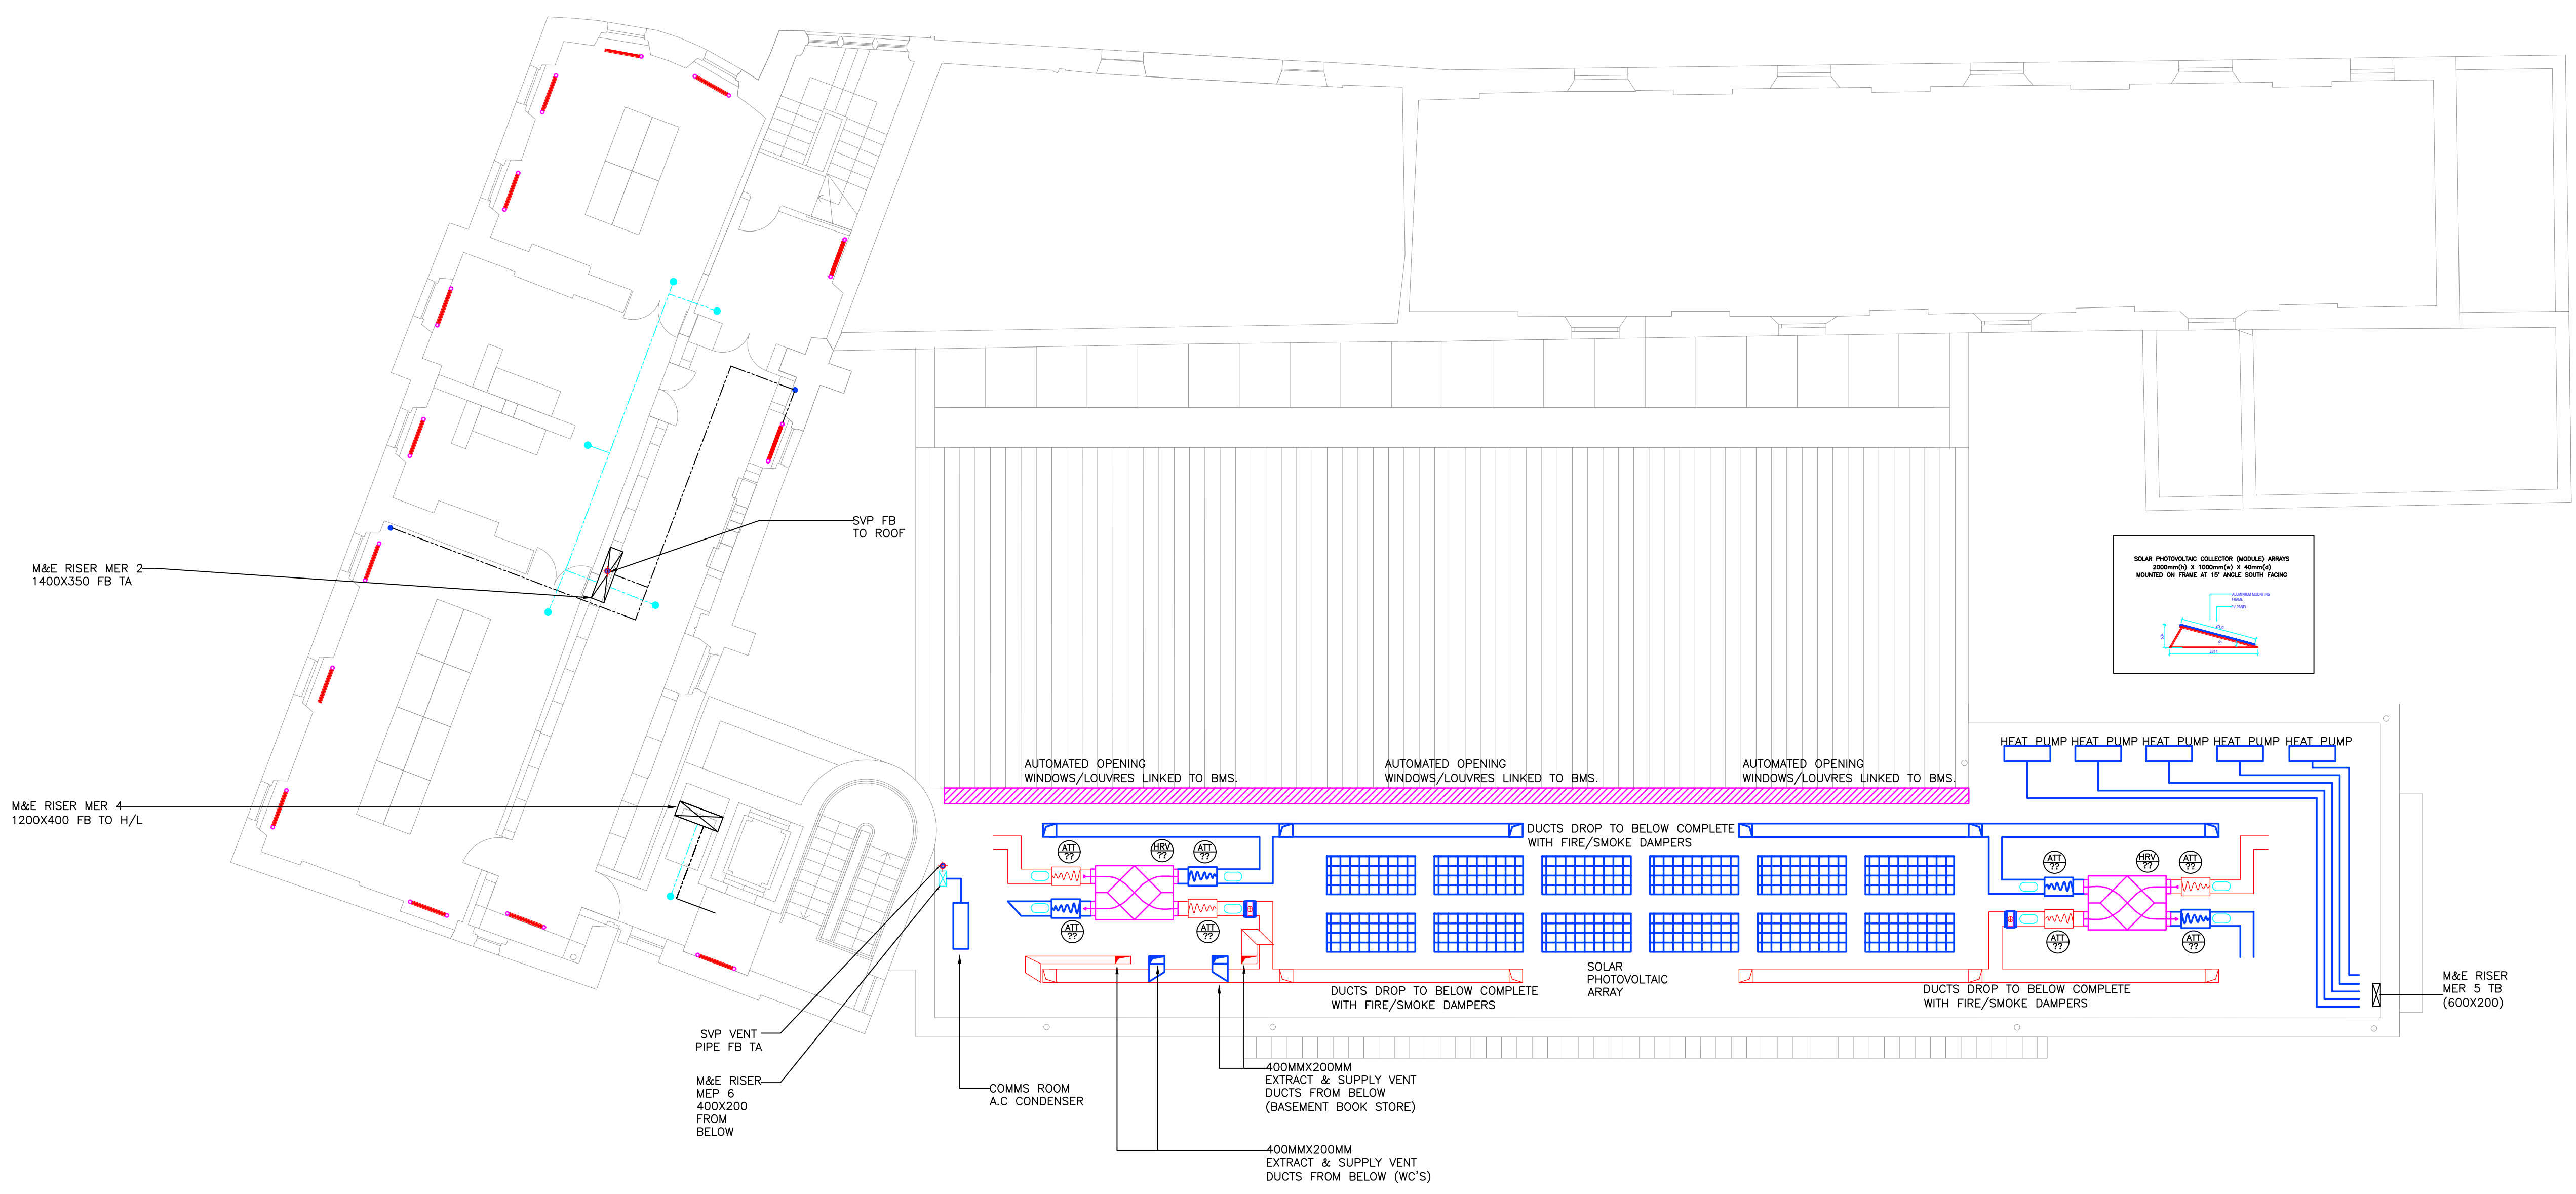 SVP FB
TO ROOF
M&E RISER MER 2
1400X350 FB TA
SOLAR PHOTOVOLTAIC COLLECTOR (MODULE) ARRAYS
2000mm(h) X 1000mm(w) X 40mm(d)
MOUNTED ON FRAME AT 15° ANGLE SOUTH FACING
ALUMINIUM MOUNTING
FRAME
PV PANEL
2000
HEAT PUMP
HEAT PUMP
HEAT PUMP
HEAT PUMP
HEAT PUMP
AUTOMATED OPENING
WINDOWS/LOUVRES LINKED TO BMS.
AUTOMATED OPENING
WINDOWS/LOUVRES LINKED TO BMS.
AUTOMATED OPENING
WINDOWS/LOUVRES LINKED TO BMS.
M&E RISER MER 4
1200X400 FB TO H/L
DUCTS DROP TO BELOW COMPLETE
WITH FIRE/SMOKE DAMPERS
ATT
??
HRV
??
ATT
??
ATT
??
HRV
??
ATT
??
ATT
??
ATT
??
ATT
??
ATT
??
SOLAR
PHOTOVOLTAIC
ARRAY
DUCTS DROP TO BELOW COMPLETE
WITH FIRE/SMOKE DAMPERS
DUCTS DROP TO BELOW COMPLETE
WITH FIRE/SMOKE DAMPERS
M&E RISER
MER 5 TB
(600X200)
SVP VENT
PIPE FB TA
M&E RISER
MEP 6
400X200
FROM
BELOW
COMMS ROOM
A.C CONDENSER
400MMX200MM
EXTRACT & SUPPLY VENT
DUCTS FROM BELOW
(BASEMENT BOOK STORE)
400MMX200MM
EXTRACT & SUPPLY VENT
DUCTS FROM BELOW (WC'S)